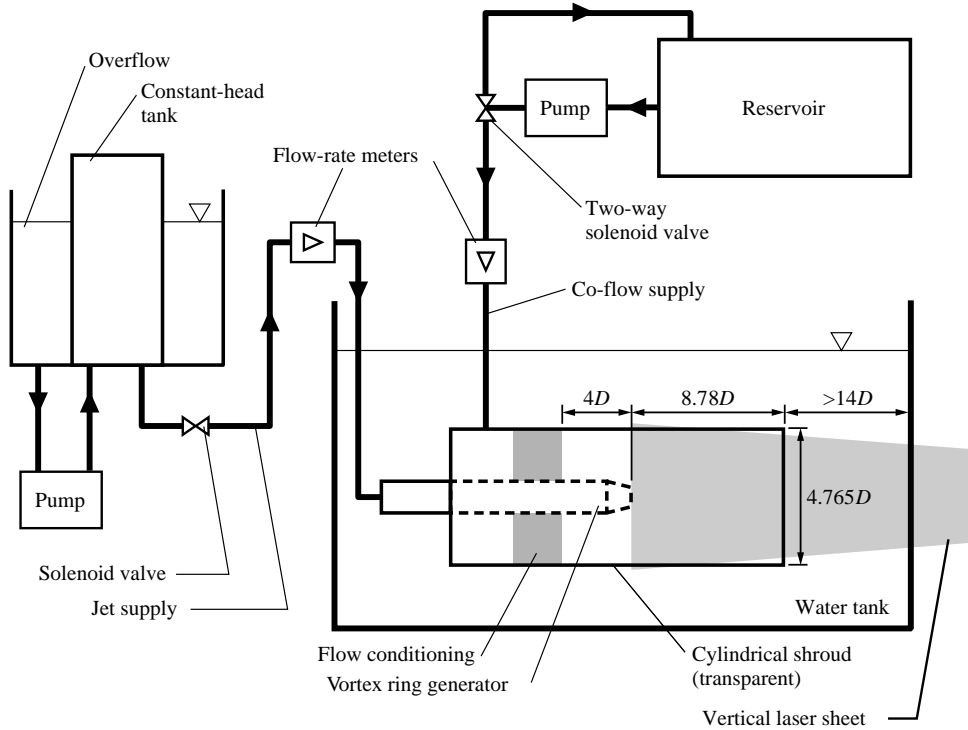 Overflow
Constant-head
tank
Flow-rate meters
Pump
Reservoir
Two-way
solenoid valve
Co-flow supply
4D
8.78D
>14D
4.765D
Pump
Solenoid valve
Jet supply
Water tank
Flow conditioning
Vortex ring generator
Cylindrical shroud
(transparent)
Vertical laser sheet